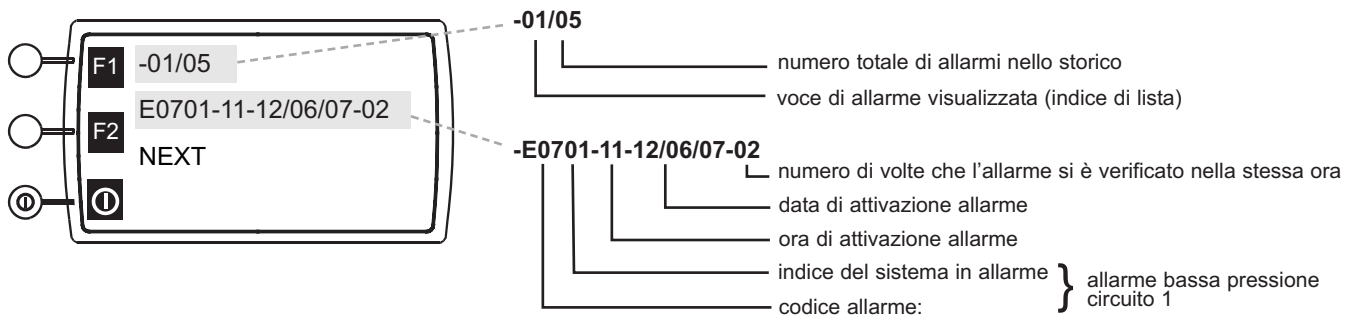 F1 -01/05
F2 E0701-11-12/06/07-02
NEXT
-01/05
numero totale di allarmi nello storico
voce di allarme visualizzata (indice di lista)
-E0701-11-12/06/07-02
numero di volte che l'allarme si è verificato nella stessa ora
data di attivazione allarme
ora di attivazione allarme
indice del sistema in allarme
codice allarme:
allarme bassa pressione
circuito 1